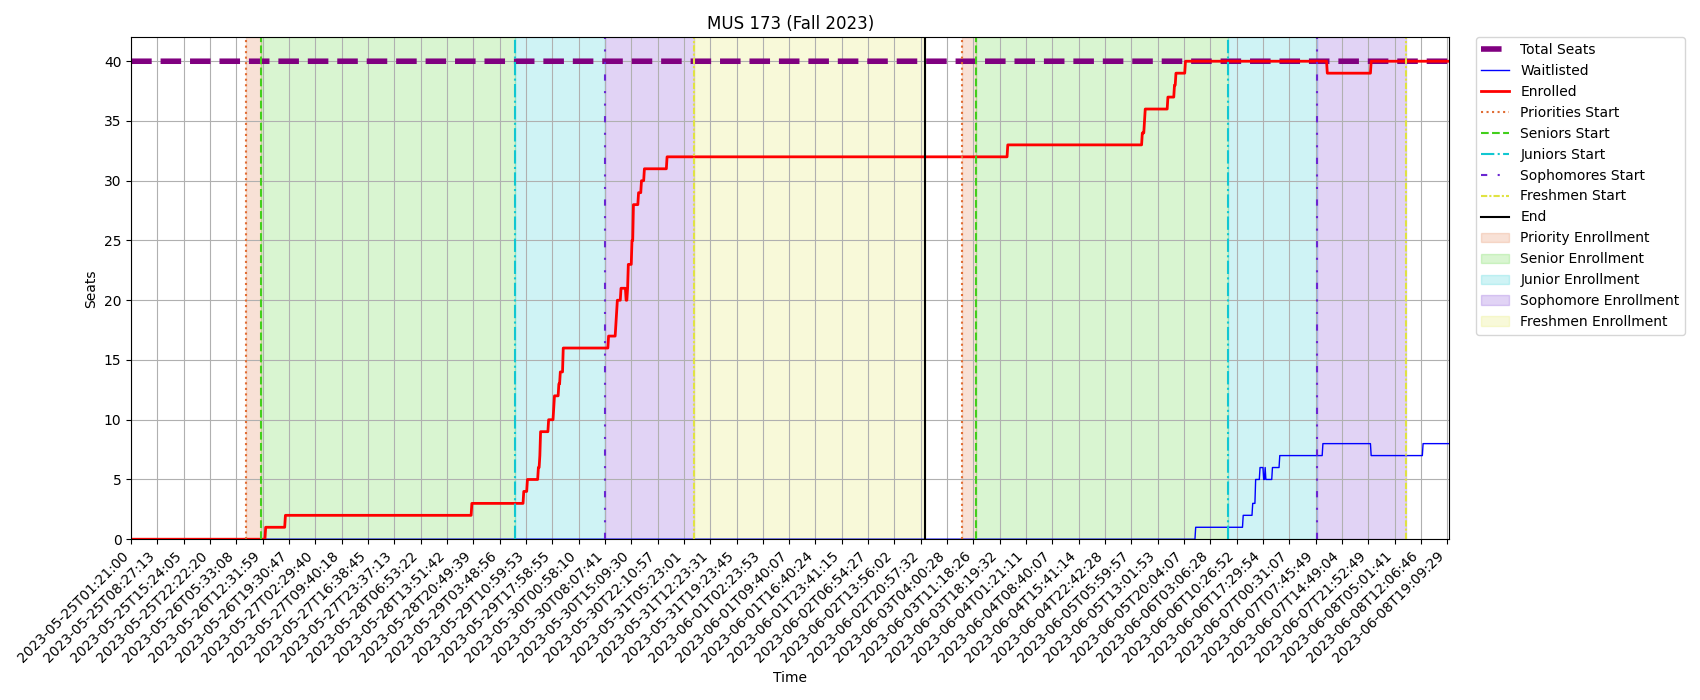 MUS 173 (Fall 2023)
Seats
40
35
30
25
20
15
10
5
0
2023-05-25T01:21:00
2023-05-25T08:27:13
2023-05-25T15:24:05
2023-05-25T22:22:20
2023-05-26T05:33:08
2023-05-26T12:31:59
2023-05-26T19:30:47
2023-05-27T02:29:40
2023-05-27T09:40:18
2023-05-27T16:38:45
2023-05-27T23:37:13
2023-05-28T06:53:22
2023-05-28T13:51:42
2023-05-28T20:49:39
2023-05-29T03:48:56
2023-05-29T10:59:53
2023-05-29T17:58:55
2023-05-30T00:58:10
2023-05-30T08:07:41
2023-05-30T15:09:30
2023-05-30T22:10:57
2023-05-31T05:23:01
2023-05-31T12:23:31
2023-05-31T19:23:45
2023-06-01T02:23:53
2023-06-01T09:40:07
2023-06-01T16:40:24
2023-06-01T23:41:15
2023-06-02T06:54:27
2023-06-02T13:56:02
2023-06-02T20:57:32
2023-06-03T04:00:28
2023-06-03T11:18:26
2023-06-03T18:19:32
2023-06-04T01:21:11
2023-06-04T08:40:07
2023-06-04T15:41:14
2023-06-04T22:42:28
2023-06-05T05:59:57
2023-06-05T13:01:53
2023-06-05T20:04:07
2023-06-06T03:06:28
2023-06-06T10:26:52
2023-06-06T17:29:54
2023-06-07T00:31:07
2023-06-07T07:45:49
2023-06-07T14:49:04
2023-06-07T21:52:49
2023-06-08T05:01:41
2023-06-08T12:06:46
2023-06-08T19:09:29
Time
Total Seats
Waitlisted
Enrolled
Priorities Start
Seniors Start
Juniors Start
Sophomores Start
Freshmen Start
End
Priority Enrollment
Senior Enrollment
Junior Enrollment
Sophomore Enrollment
Freshmen Enrollment